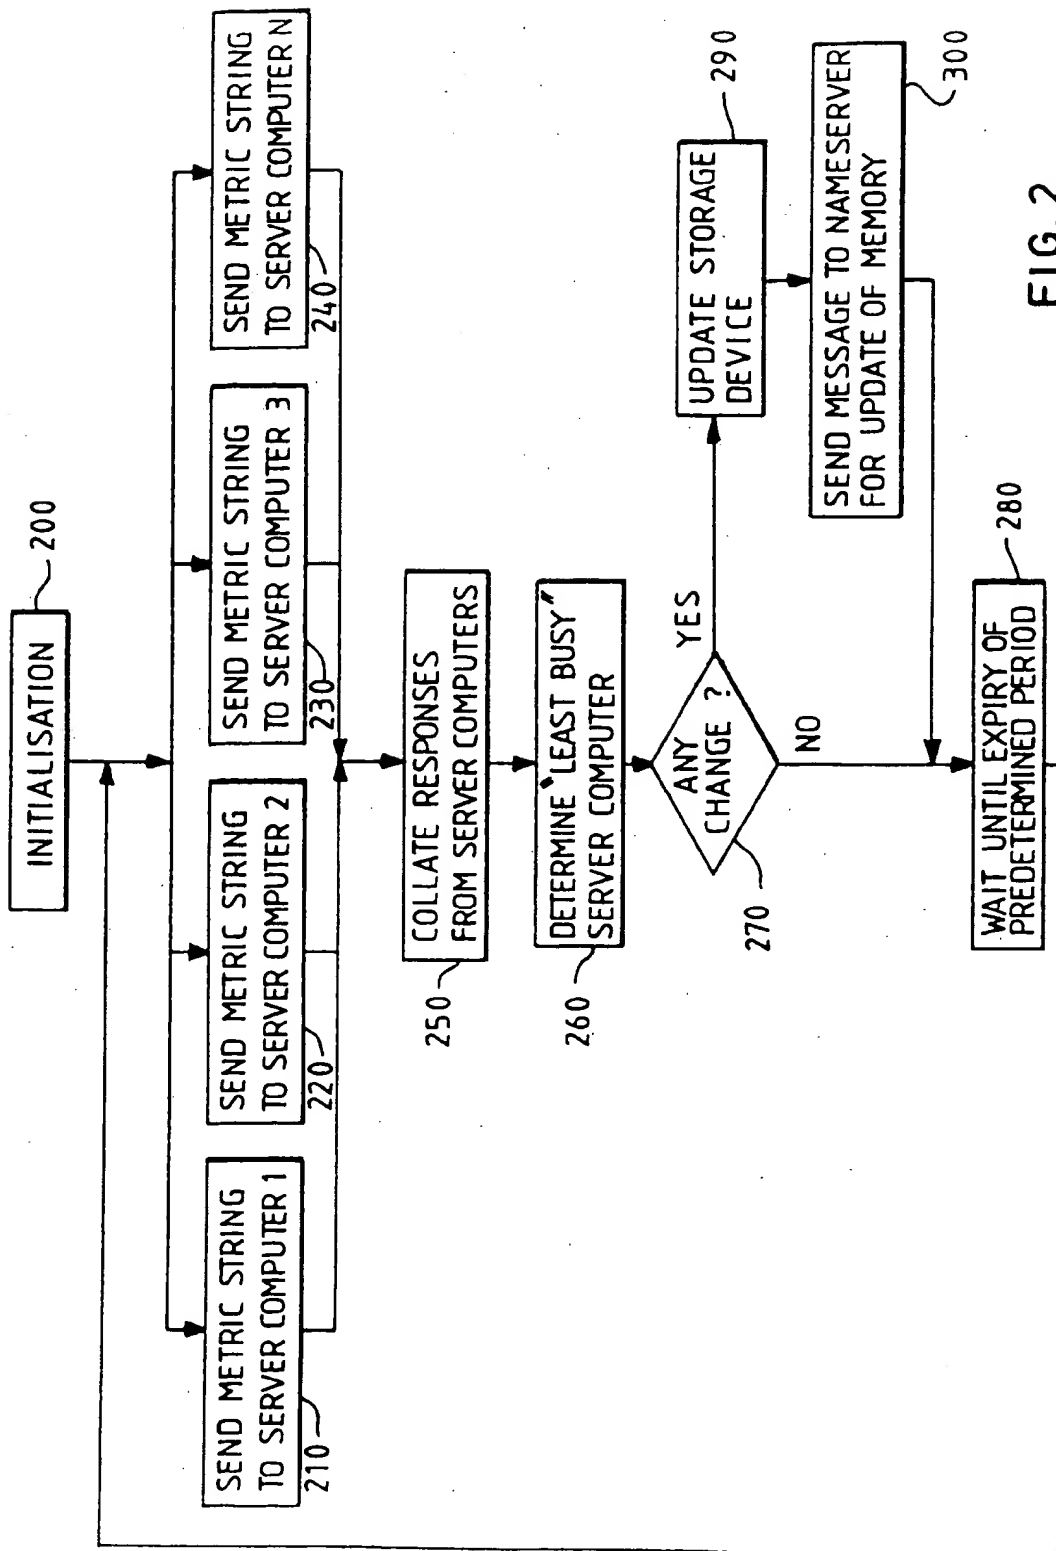 INITIALISATION
200
SEND METRIC STRING
TO SERVER COMPUTER 1
210
SEND METRIC STRING
TO SERVER COMPUTER 2
220
SEND METRIC STRING
TO SERVER COMPUTER 3
230
SEND METRIC STRING
TO SERVER COMPUTER N
240
COLLATE RESPONSES
FROM SERVER COMPUTERS
250
DETERMINE "LEAST BUSY"
SERVER COMPUTER
260
ANY
CHANGE ?
270
YES
NO
UPDATE STORAGE
DEVICE
290
SEND MESSAGE TO NAMESERVER
FOR UPDATE OF MEMORY
300
WAIT UNTIL EXPIRY OF
PREDETERMINED PERIOD
280
FIG. 2